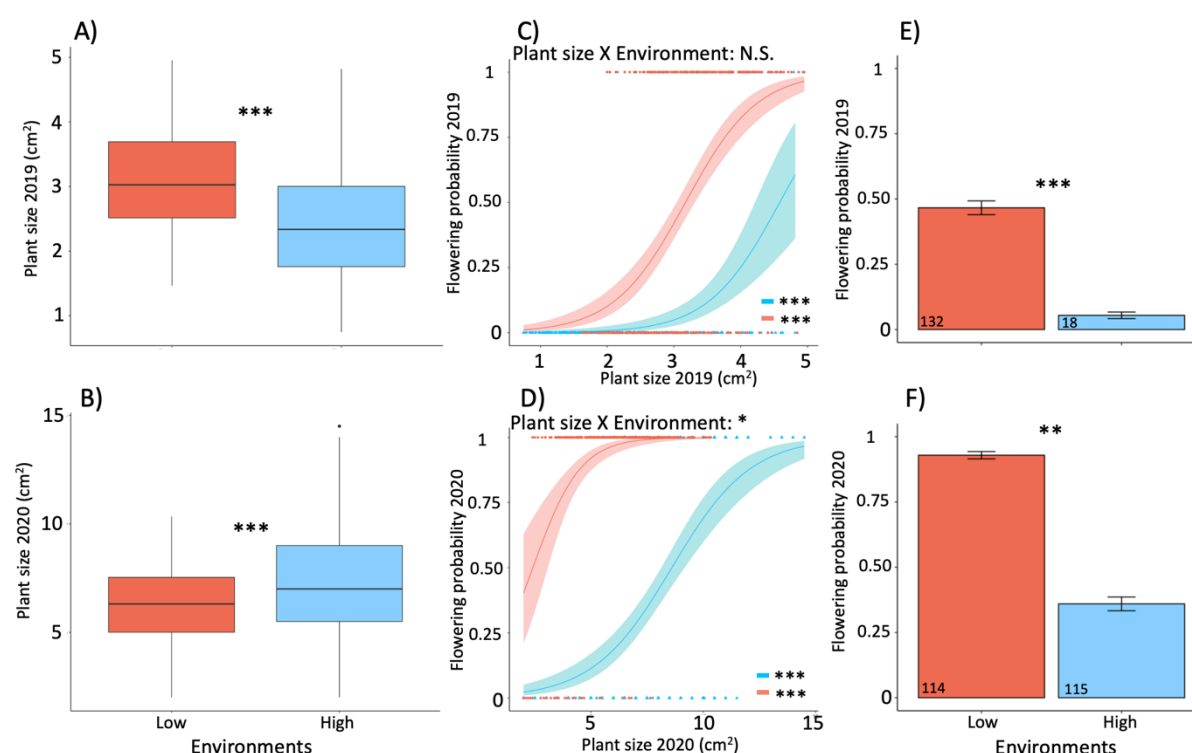 A)
5
4
3
2
1
Plant size 2019 (cm²)
***
C)
Plant size X Environment: N.S.
1
0.75
0.50
0.25
0
Flowering probability 2019
***
***
1
2
3
4
5
Plant size 2019 (cm²)
E)
1
0.75
0.50
0.25
0
Flowering probability 2019
***
132
18
B)
15
10
5
Plant size 2020 (cm²)
***
Low
High
Environments
D)
Plant size X Environment: *
1
0.75
0.50
0.25
0
Flowering probability 2020
***
***
5
10
15
Plant size 2020 (cm²)
F)
1
0.75
0.50
0.25
0
Flowering probability 2020
**
114
115
Low
High
Environments